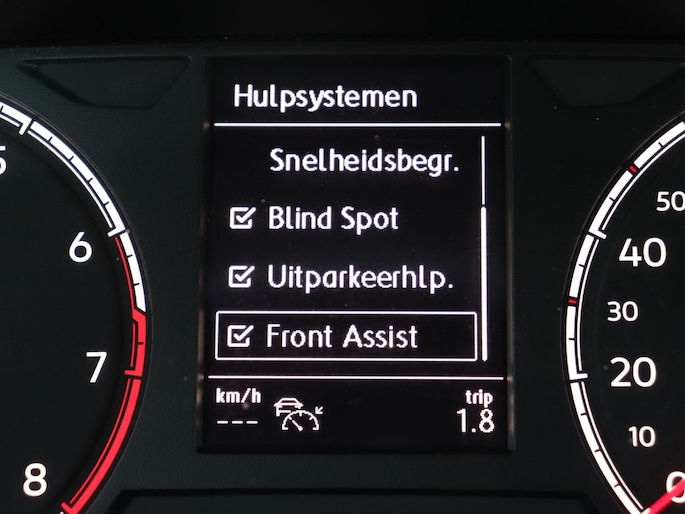 Hulpsystemen
Snelheidsbegr.
Blind Spot
Uitparkeerhlp.
Front Assist
km/h
---
trip
1.8
5
6
7
8
50
40
30
20
10
0